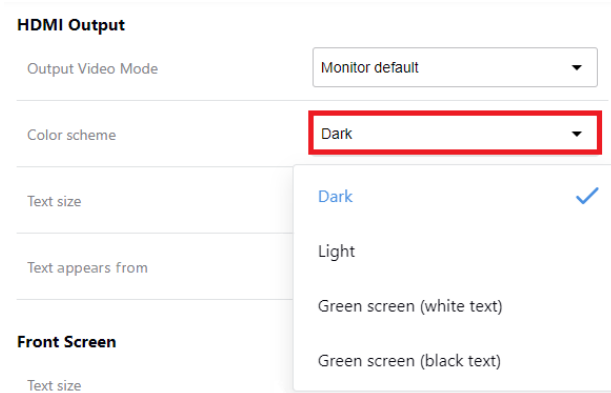 HDMI Output
Output Video Mode
Monitor default
Color scheme
Dark
Text size
Dark
Light
Text appears from
Green screen (white text)
Front Screen
Green screen (black text)
Text size